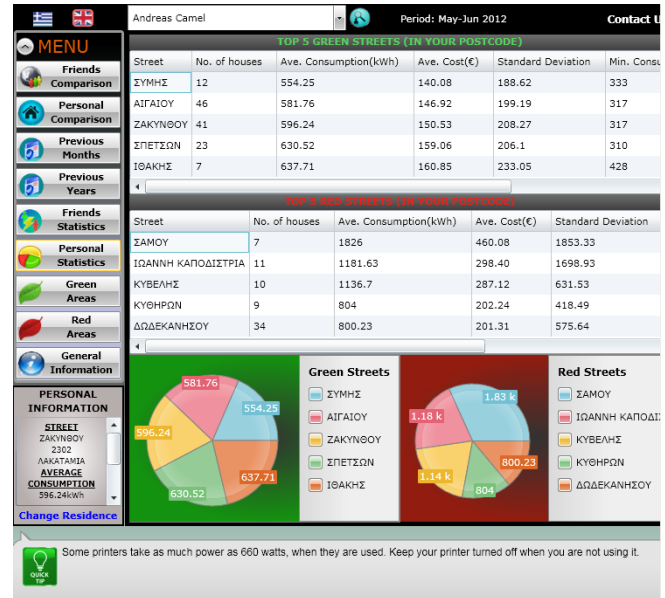 Andreas Camel
Period: May-Jun 2012
Contact U
MENU
Friends
Comparison
Personal
Comparison
Previous
Months
Previous
Years
Friends
Statistics
Personal
Statistics
Green
Areas
Red
Areas
General
Information
PERSONAL
INFORMATION
STREET
ΖΑΚΥΝΘΟΥ
2302
ΛΑΚΑΤΑΜΙΑ
AVERAGE
CONSUMPTION
596.24kWh
Change Residence
TOP 5 GREEN STREETS (IN YOUR POSTCODE)
Street No. of houses Ave. Consumption(kWh) Ave. Cost(€) Standard Deviation Min. Consu
ΣΥΜΗΣ 12 554.25 140.08 188.62 333
ΑΙΓΑΙΟΥ 46 581.76 146.92 199.19 317
ΖΑΚΥΝΘΟΥ 41 596.24 150.53 208.27 317
ΣΠΕΤΣΩΝ 23 630.52 159.06 206.1 310
ΙΘΑΚΗΣ 7 637.71 160.85 233.05 428
TOP 5 RED STREETS (IN YOUR POSTCODE)
Street No. of houses Ave. Consumption(kWh) Ave. Cost(€) Standard Deviation
ΣΑΜΟΥ 7 1826 460.08 1853.33
ΙΩΑΝΝΗ ΚΑΠΟΔΙΣΤΡΙΑ 11 1181.63 298.40 1698.93
ΚΥΒΕΛΗΣ 10 1136.7 287.12 631.53
ΚΥΘΗΡΩΝ 9 804 202.24 418.49
ΔΩΔΕΚΑΝΗΣΟΥ 34 800.23 201.31 575.64
581.76
554.25
596.24
637.71
630.52
Green Streets
ΣΥΜΗΣ
ΑΙΓΑΙΟΥ
ΖΑΚΥΝΘΟΥ
ΣΠΕΤΣΩΝ
ΙΘΑΚΗΣ
1.83 k
1.18 k
800.23
1.14 k
804
Red Streets
ΣΑΜΟΥ
ΙΩΑΝΝΗ ΚΑΠΟΔΙΣ
ΚΥΒΕΛΗΣ
ΚΥΘΗΡΩΝ
ΔΩΔΕΚΑΝΗΣΟΥ
QUICK
TIP
Some printers take as much power as 660 watts, when they are used. Keep your printer turned off when you are not using it.